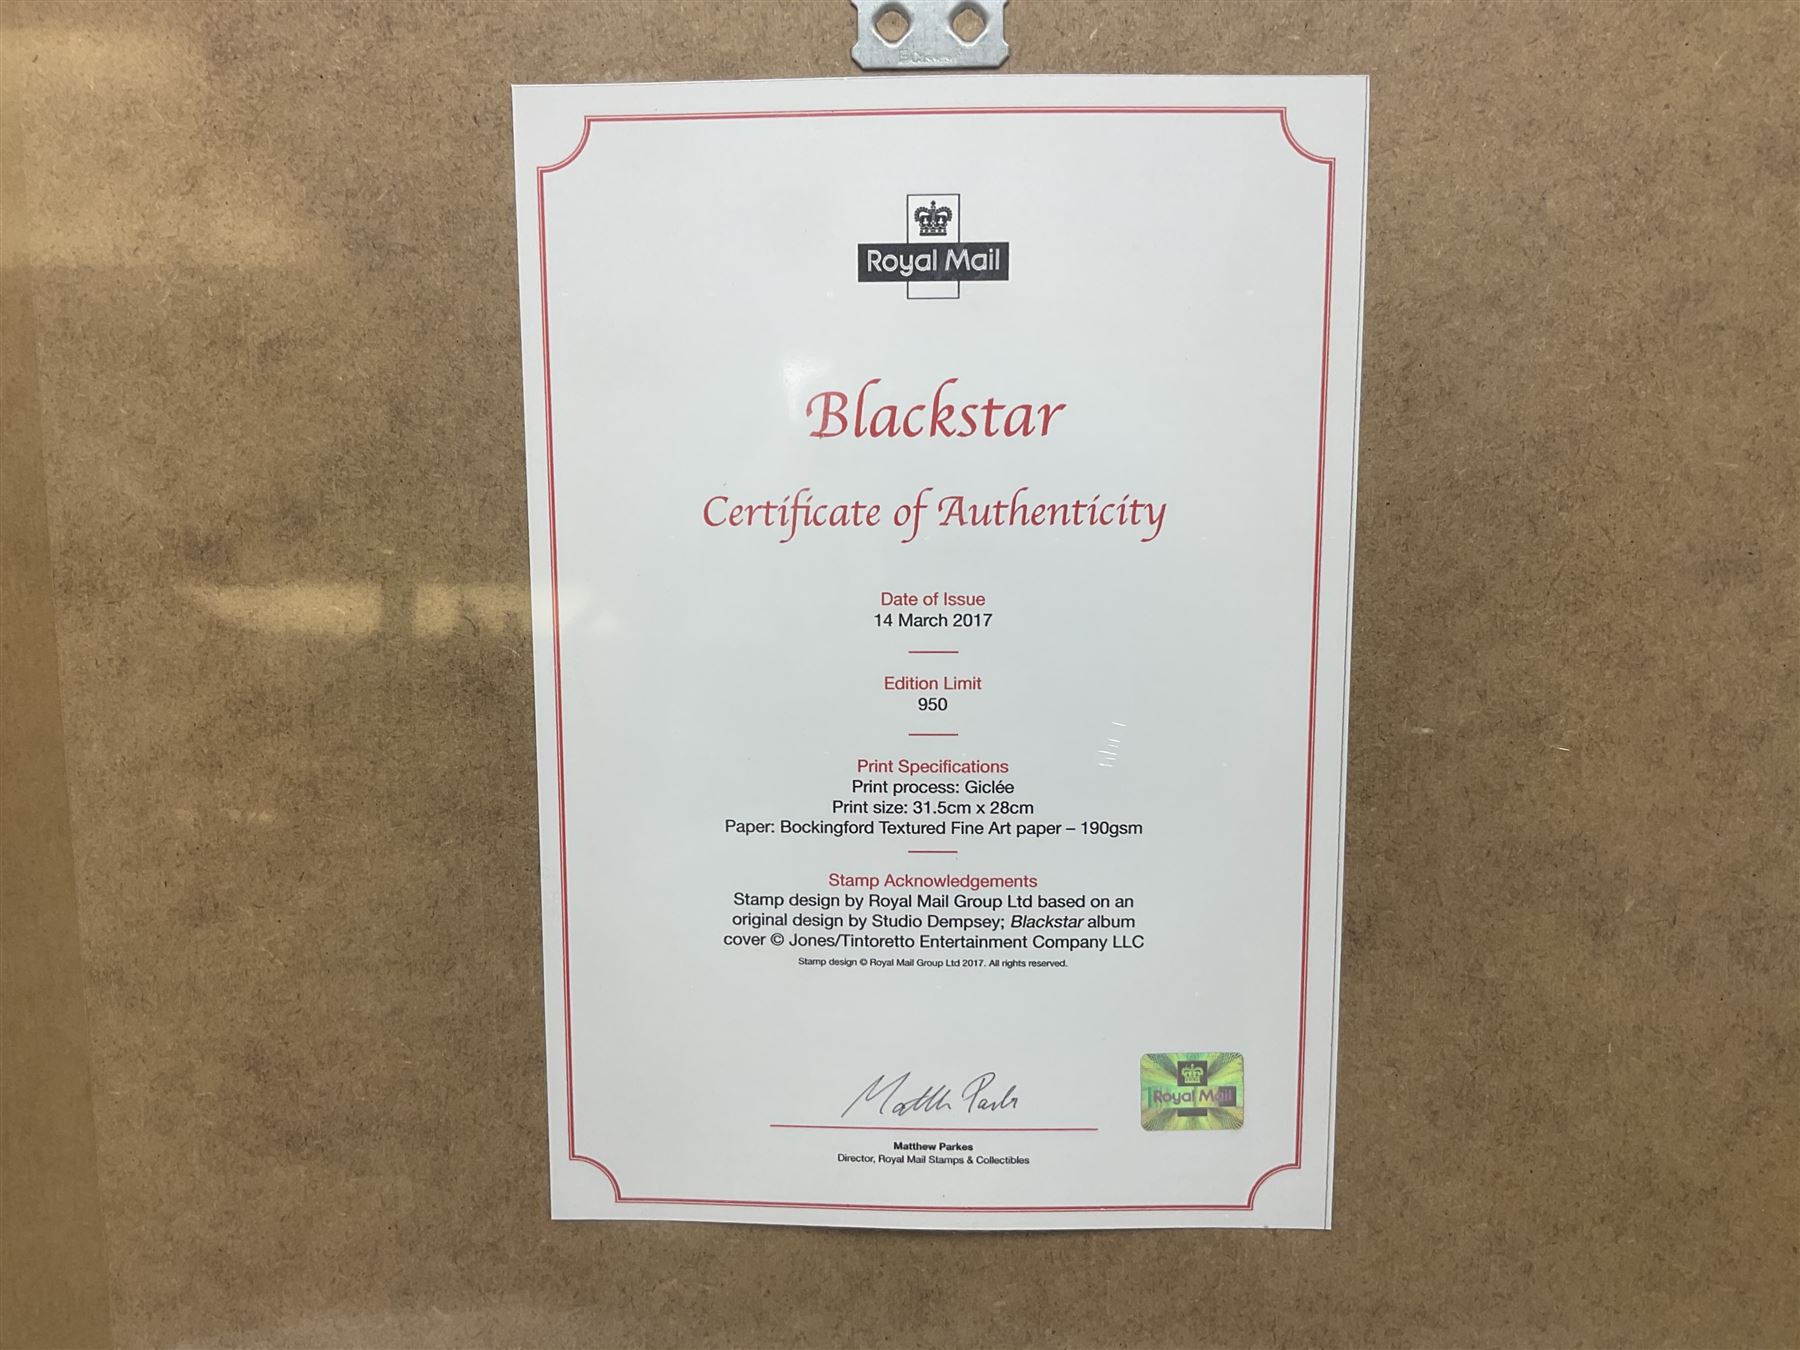 Royal Mail
Blackstar
Certificate of Authenticity
Date of Issue
14 March 2017
Edition Limit
950
Print Specifications
Print process: Giclée
Print size: 31.5cm x 28cm
Paper: Bockingford Textured Fine Art paper – 190gsm
Stamp Acknowledgements
Stamp design by Royal Mail Group Ltd based on an
original design by Studio Dempsey; Blackstar album
cover © Jones/Tintoretto Entertainment Company LLC
Stamp design © Royal Mail Group Ltd 2017. All rights reserved.
Royal Mail
Matthew Parkes
Director, Royal Mail Stamps & Collectibles